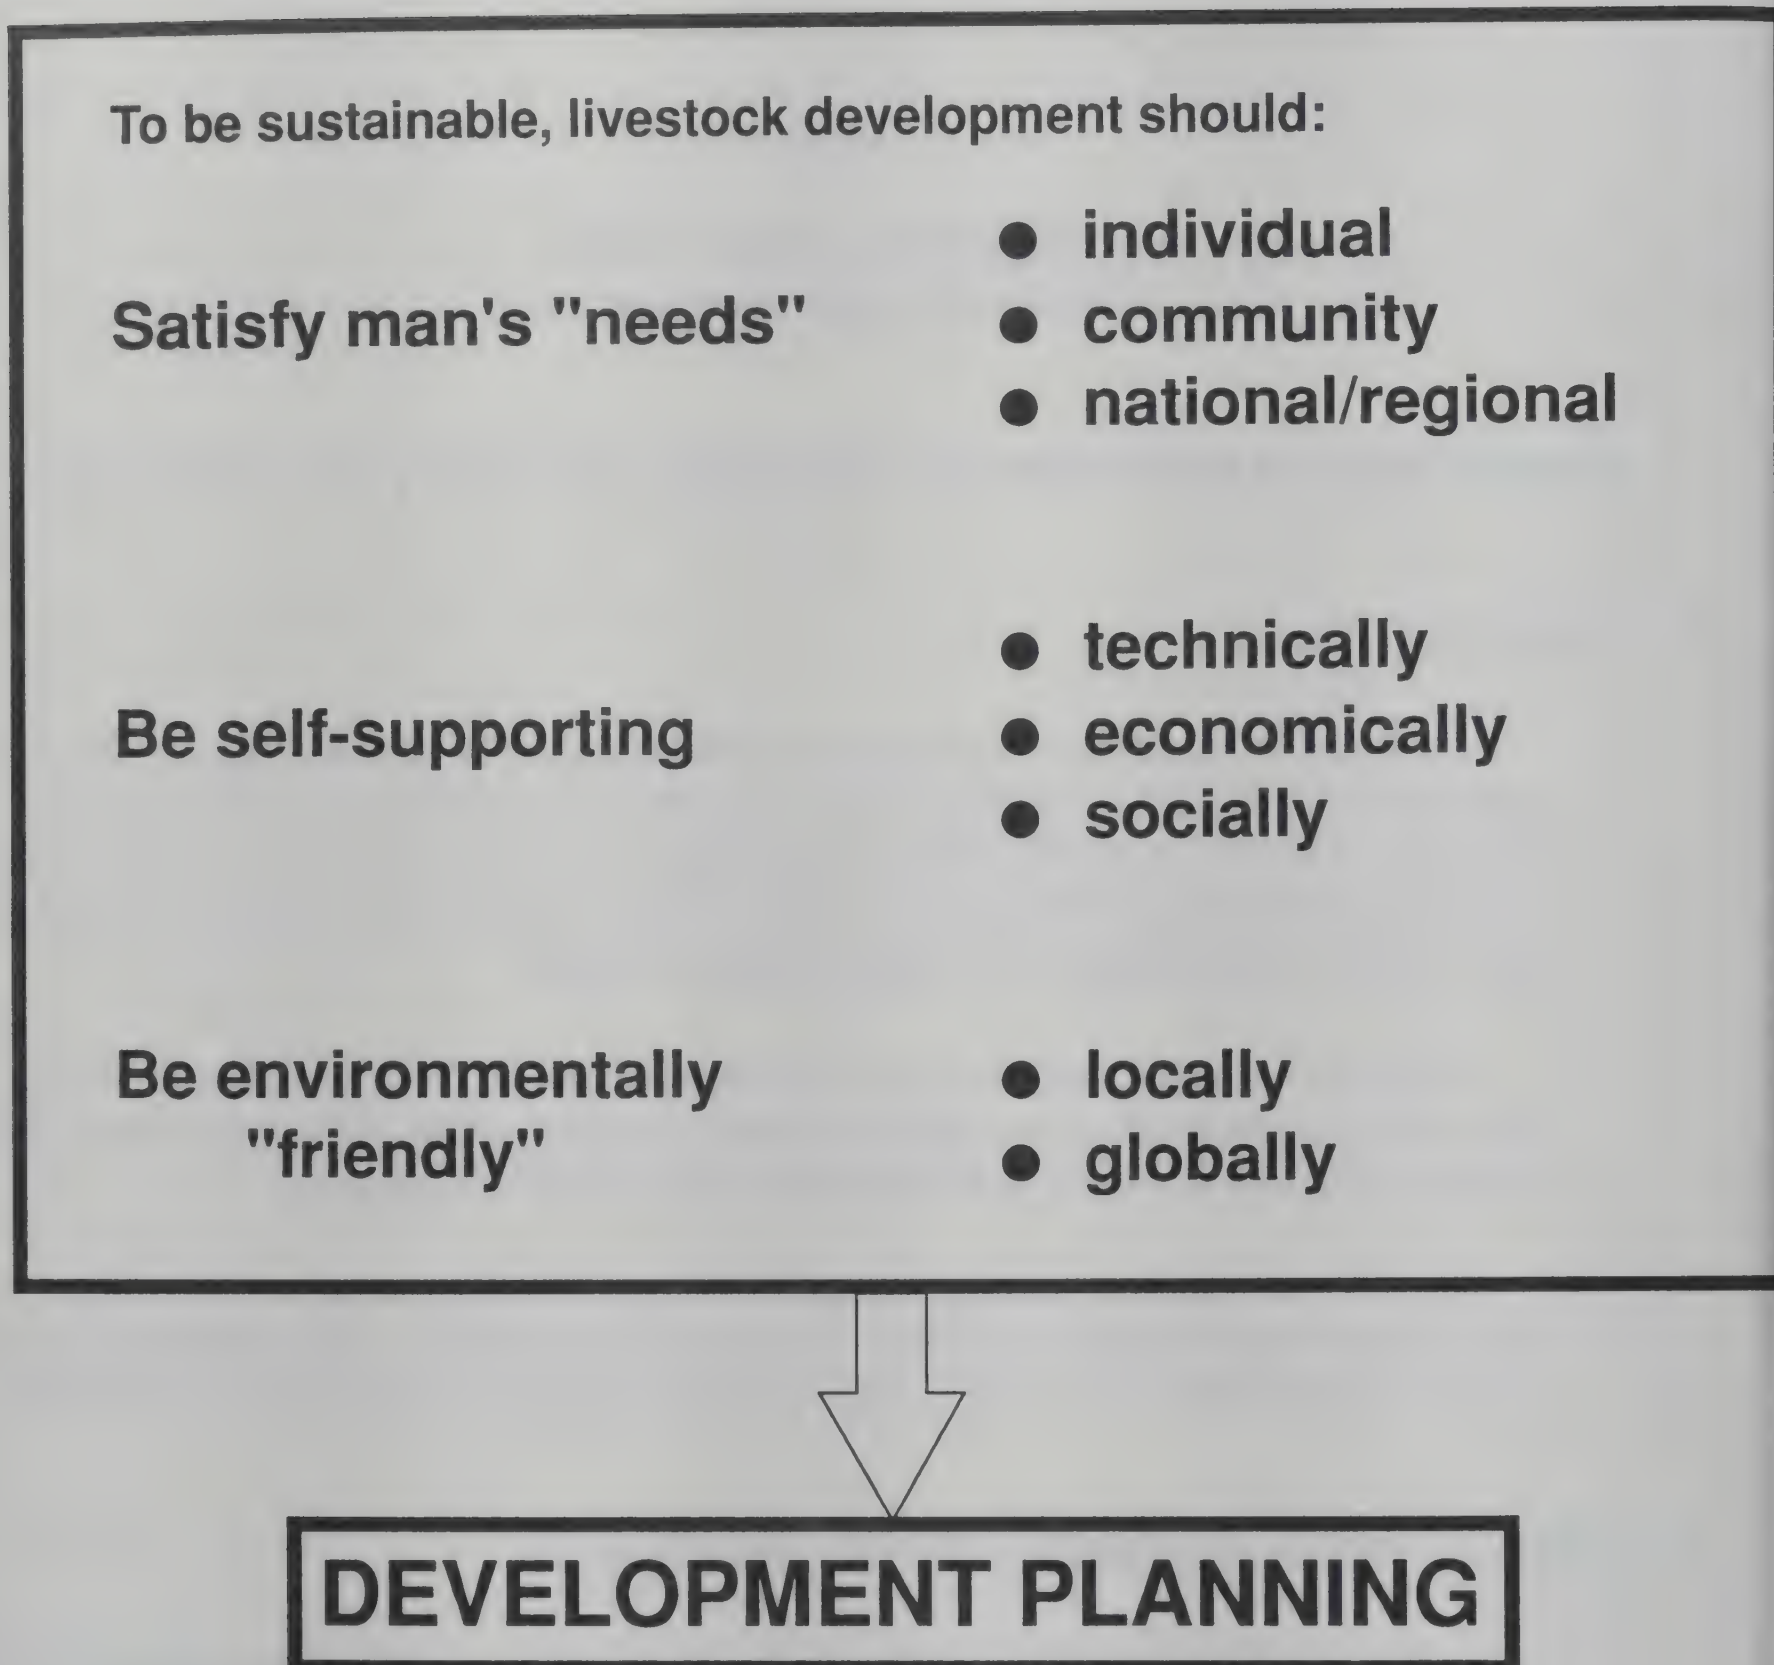 To be sustainable, livestock development should:
Satisfy man's "needs"
● individual
● community
● national/regional
Be self-supporting
● technically
● economically
● socially
Be environmentally
"friendly"
● locally
● globally
DEVELOPMENT PLANNING